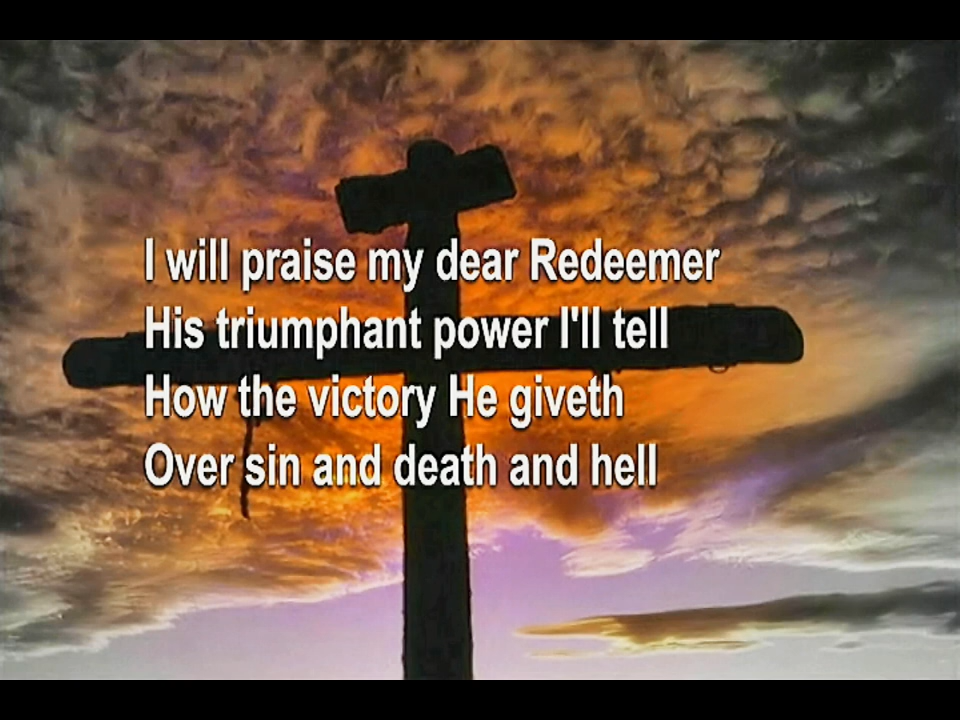 I will praise my dear Redeemer
His triumphant power I'll tell
How the victory He giveth
Over sin and death and hell